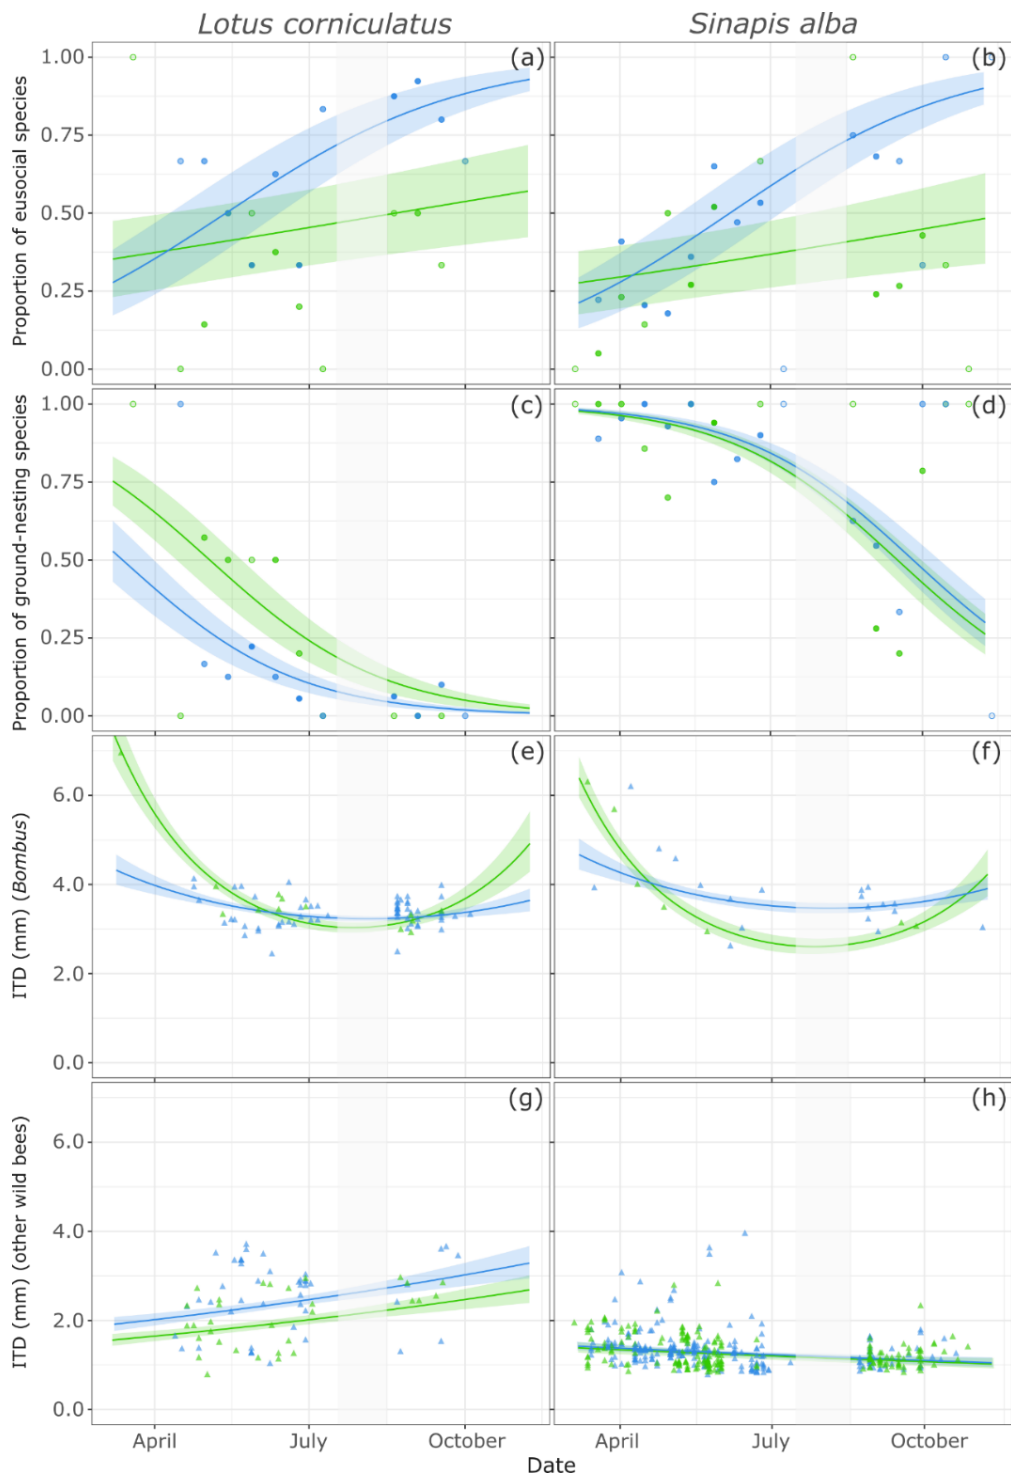 Lotus corniculatus
Sinapis alba
Proportion of eusocial species
1.00
0.75
0.50
0.25
0.00
(a)
(b)
Proportion of ground-nesting species
1.00
0.75
0.50
0.25
0.00
(c)
(d)
ITD (mm) (Bombus)
6.0
4.0
2.0
0.0
(e)
(f)
ITD (mm) (other wild bees)
6.0
4.0
2.0
0.0
(g)
(h)
April
July
October
April
July
October
Date